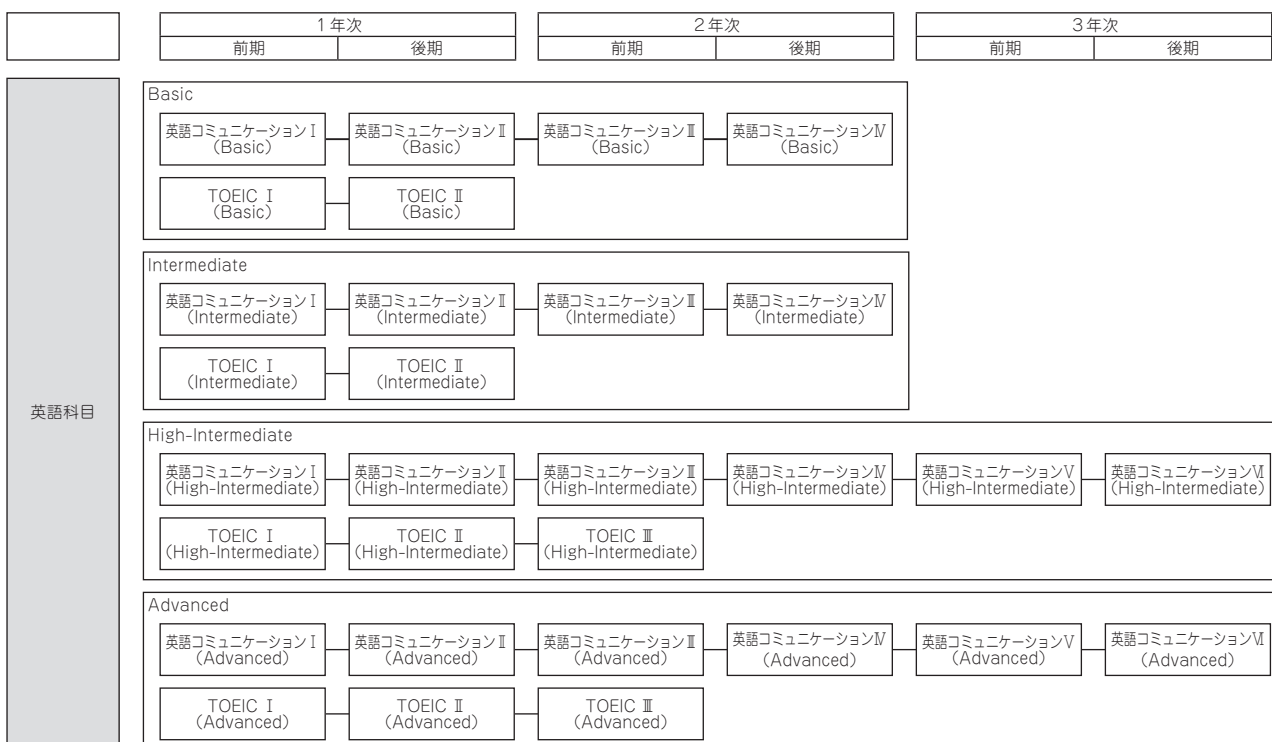 1年次 2年次 3年次
前期 後期 前期 後期 前期 後期
英語科目
Basic
英語コミュニケーションⅠ 英語コミュニケーションⅡ 英語コミュニケーションⅢ 英語コミュニケーションⅣ
(Basic) (Basic) (Basic) (Basic)
TOEIC Ⅰ TOEIC Ⅱ
(Basic) (Basic)
Intermediate
英語コミュニケーションⅠ 英語コミュニケーションⅡ 英語コミュニケーションⅢ 英語コミュニケーションⅣ
(Intermediate) (Intermediate) (Intermediate) (Intermediate)
TOEIC Ⅰ TOEIC Ⅱ
(Intermediate) (Intermediate)
High-Intermediate
英語コミュニケーションⅠ 英語コミュニケーションⅡ 英語コミュニケーションⅢ 英語コミュニケーションⅣ 英語コミュニケーションⅤ 英語コミュニケーションⅥ
(High-Intermediate) (High-Intermediate) (High-Intermediate) (High-Intermediate) (High-Intermediate) (High-Intermediate)
TOEIC Ⅰ TOEIC Ⅱ TOEIC Ⅲ
(High-Intermediate) (High-Intermediate) (High-Intermediate)
Advanced
英語コミュニケーションⅠ 英語コミュニケーションⅡ 英語コミュニケーションⅢ 英語コミュニケーションⅣ 英語コミュニケーションⅤ 英語コミュニケーションⅥ
(Advanced) (Advanced) (Advanced) (Advanced) (Advanced) (Advanced)
TOEIC Ⅰ TOEIC Ⅱ TOEIC Ⅲ
(Advanced) (Advanced) (Advanced)